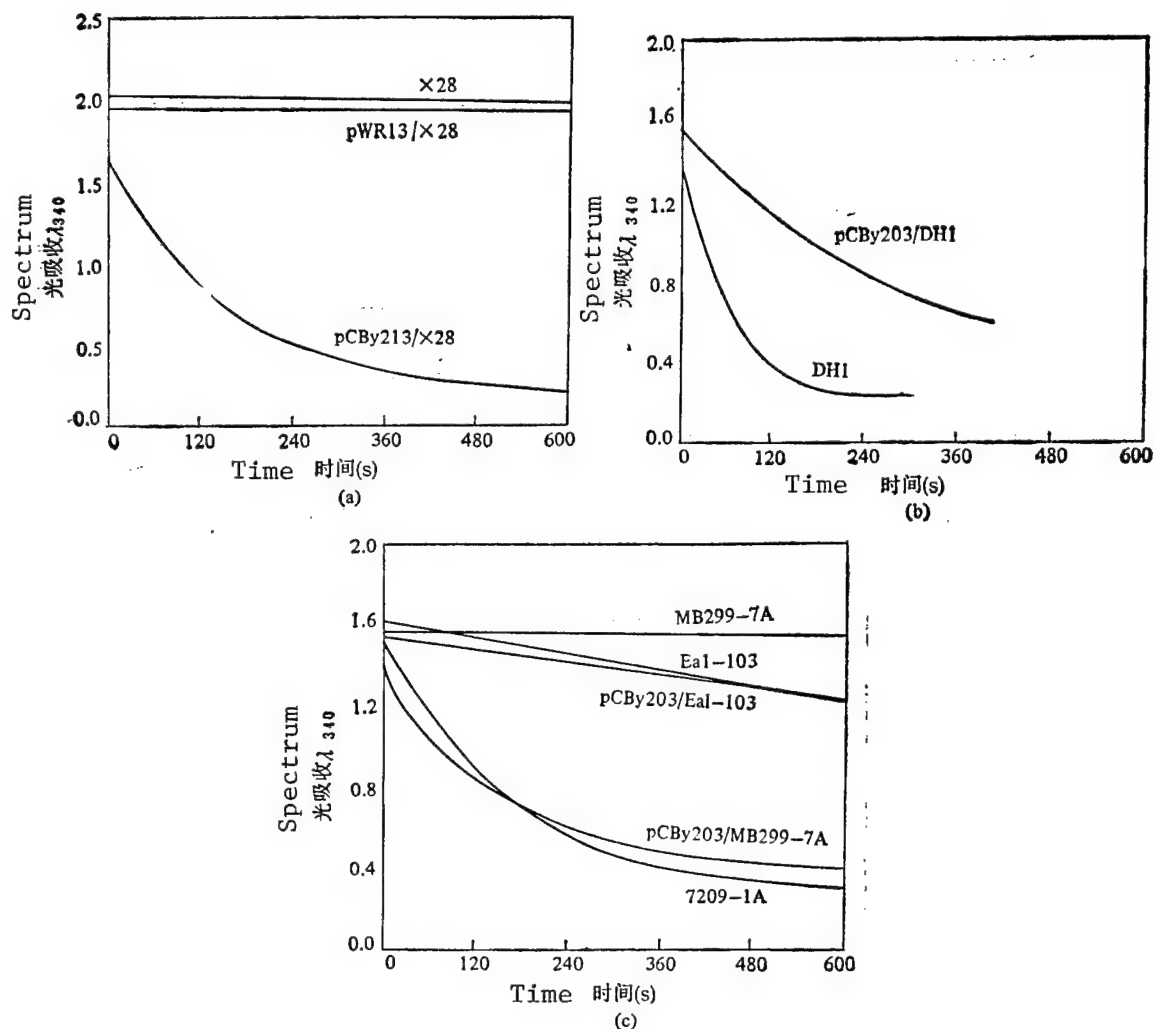 2.5
2.0
1.5
1.0
0.5
0.0
Spectrum
光吸收λ340
×28
pWR13/×28
pCBy213/×28
0 120 240 360 480 600
Time 时间(s)
(a)
2.0
1.6
1.2
0.8
0.4
0.0
Spectrum
光吸收λ 340
pCBy203/DH1
DH1
0 120 240 360 480 600
Time 时间(s)
(b)
2.0
1.6
1.2
0.8
0.4
0.0
Spectrum
光吸收λ 340
MB299-7A
Ea1-103
pCBy203/Ea1-103
pCBy203/MB299-7A
7209-1A
0 120 240 360 480 600
Time 时间(s)
(c)